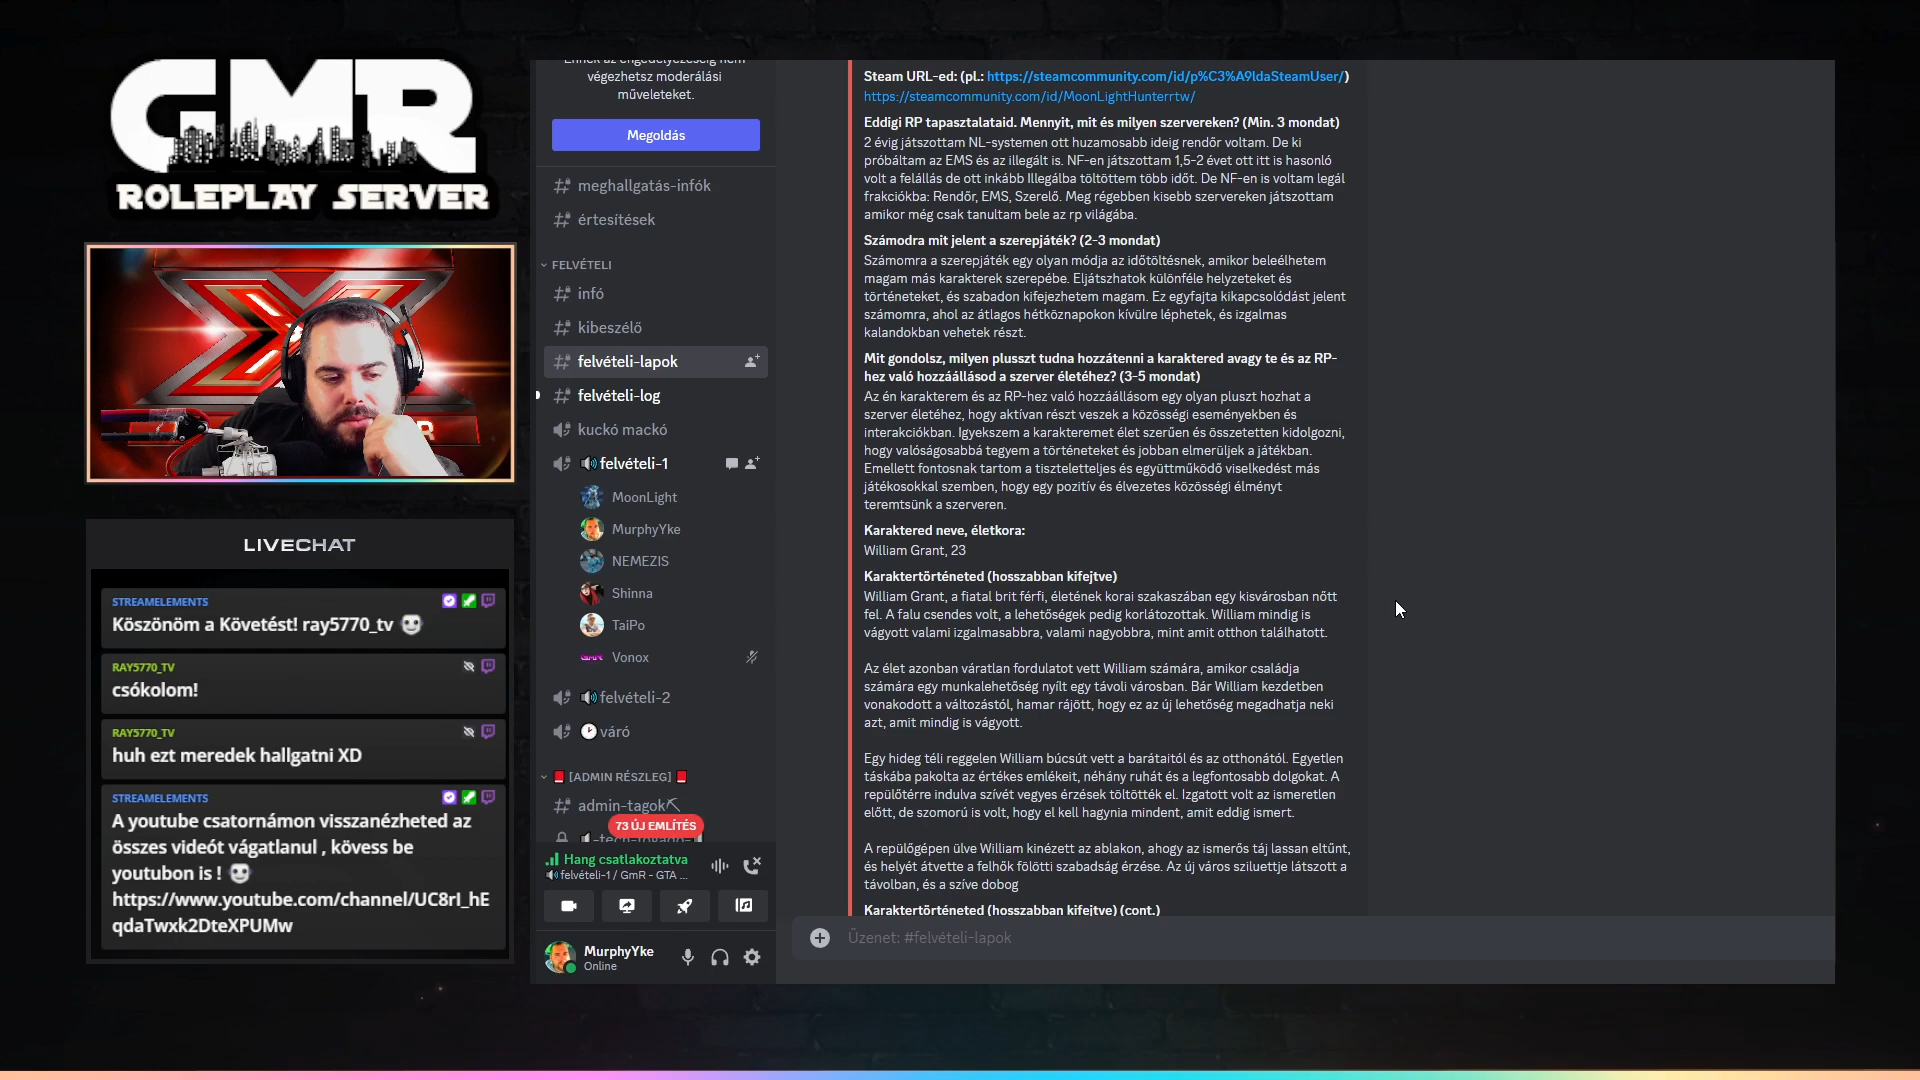 GMR
ROLEPLAY SERVER
LIVECHAT
STREAMELEMENTS
Köszönöm a Követést! ray5770_tv
RAY5770_TV
csókolom!
RAY5770_TV
huh ezt meredek hallgatni XD
STREAMELEMENTS
A youtube csatornámon visszanézheted az
összes videót vágatlanul , kövess be
youtubon is !
https://www.youtube.com/channel/UC8rI_hE
qdaTwxk2DteXPUMw
Ennek az engedélyezéséig nem
végezhetsz moderálási
műveleteket.
Megoldás
meghallgatás-infók
értesítések
FELVÉTELI
infó
kibeszélő
felvételi-lapok
felvételi-log
kuckó mackó
felvételi-1
MoonLight
MurphyYke
NEMEZIS
Shinna
TaiPo
GMR Vonox
felvételi-2
váró
[ADMIN RÉSZLEG]
admin-tagok
73 ÚJ EMLÍTÉS
Hang csatlakoztatva
felvételi-1 / GmR - GTA ...
MurphyYke
Online
Steam URL-ed: (pl.: https://steamcommunity.com/id/p%C3%A9ldaSteamUser/)
https://steamcommunity.com/id/MoonLightHunterrtw/
Eddigi RP tapasztalataid. Mennyit, mit és milyen szervereken? (Min. 3 mondat)
2 évig játszottam NL-systemen ott huzamosabb ideig rendőr voltam. De ki
próbáltam az EMS és az illegált is. NF-en játszottam 1,5-2 évet ott itt is hasonló
volt a felállás de ott inkább Illegálba töltöttem több időt. De NF-en is voltam legál
frakciókba: Rendőr, EMS, Szerelő. Meg régebben kisebb szervereken játszottam
amikor még csak tanultam bele az rp világába.
Számodra mit jelent a szerepjáték? (2-3 mondat)
Számomra a szerepjáték egy olyan módja az időtöltésnek, amikor beleélhetem
magam más karakterek szerepébe. Eljátszhatok különféle helyzeteket és
történeteket, és szabadon kifejezhetem magam. Ez egyfajta kikapcsolódást jelent
számomra, ahol az átlagos hétköznapokon kívülre léphetek, és izgalmas
kalandokban vehetek részt.
Mit gondolsz, milyen plusszt tudna hozzátenni a karaktered avagy te és az RP-
hez való hozzáállásod a szerver életéhez? (3-5 mondat)
Az én karakterem és az RP-hez való hozzáállásom egy olyan pluszt hozhat a
szerver életéhez, hogy aktívan részt veszek a közösségi eseményekben és
interakciókban. Igyekszem a karakteremet élet szerűen és összetetten kidolgozni,
hogy valóságosabbá tegyem a történeteket és jobban elmerüljek a játékban.
Emellett fontosnak tartom a tiszteletteljes és együttműködő viselkedést más
játékosokkal szemben, hogy egy pozitív és élvezetes közösségi élményt
teremtsünk a szerveren.
Karaktered neve, életkora:
William Grant, 23
Karaktertörténeted (hosszabban kifejtve)
William Grant, a fiatal brit férfi, életének korai szakaszában egy kisvárosban nőtt
fel. A falu csendes volt, a lehetőségek pedig korlátozottak. William mindig is
vágyott valami izgalmasabbra, valami nagyobbra, mint amit otthon találhatott.
Az élet azonban váratlan fordulatot vett William számára, amikor családja
számára egy munkalehetőség nyílt egy távoli városban. Bár William kezdetben
vonakodott a változástól, hamar rájött, hogy ez az új lehetőség megadhatja neki
azt, amit mindig is vágyott.
Egy hideg téli reggelen William búcsút vett a barátaitól és az otthonától. Egyetlen
táskába pakolta az értékes emlékeit, néhány ruhát és a legfontosabb dolgokat. A
repülőtérre indulva szívét vegyes érzések töltötték el. Izgatott volt az ismeretlen
előtt, de szomorú is volt, hogy el kell hagynia mindent, amit eddig ismert.
A repülőgépen ülve William kinézett az ablakon, ahogy az ismerős táj lassan eltűnt,
és helyét átvette a felhők fölötti szabadság érzése. Az új város sziluettje látszott a
távolban, és a szíve dobog
Karaktertörténeted (hosszabban kifejtve) (cont.)
Üzenet: #felvételi-lapok